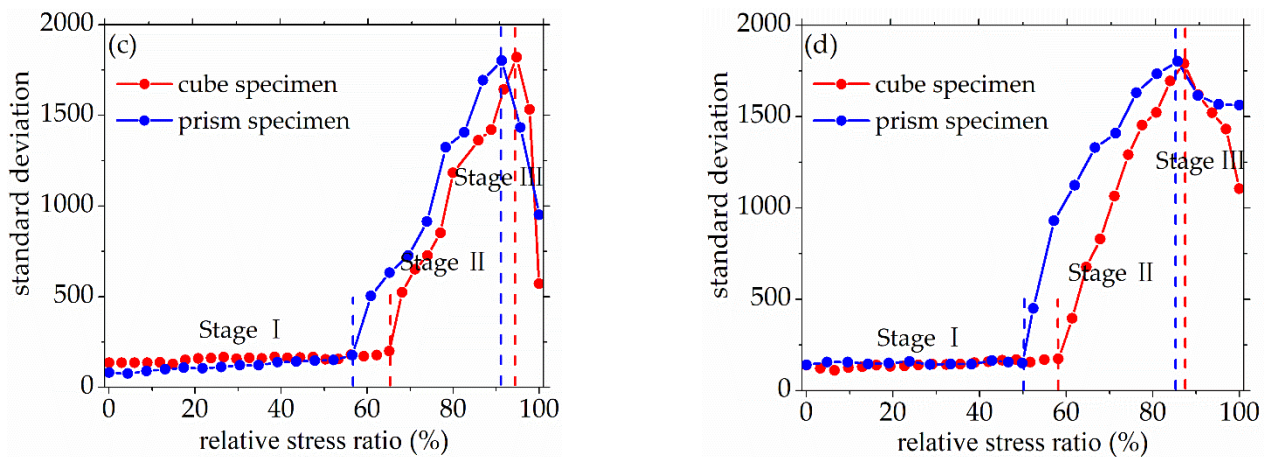 (c)
cube specimen
prism specimen
Stage III
Stage II
Stage I
standard deviation
2000
1500
1000
500
0
0 20 40 60 80 100
relative stress ratio (%)
(d)
cube specimen
prism specimen
Stage III
Stage II
Stage I
standard deviation
2000
1500
1000
500
0
0 20 40 60 80 100
relative stress ratio (%)